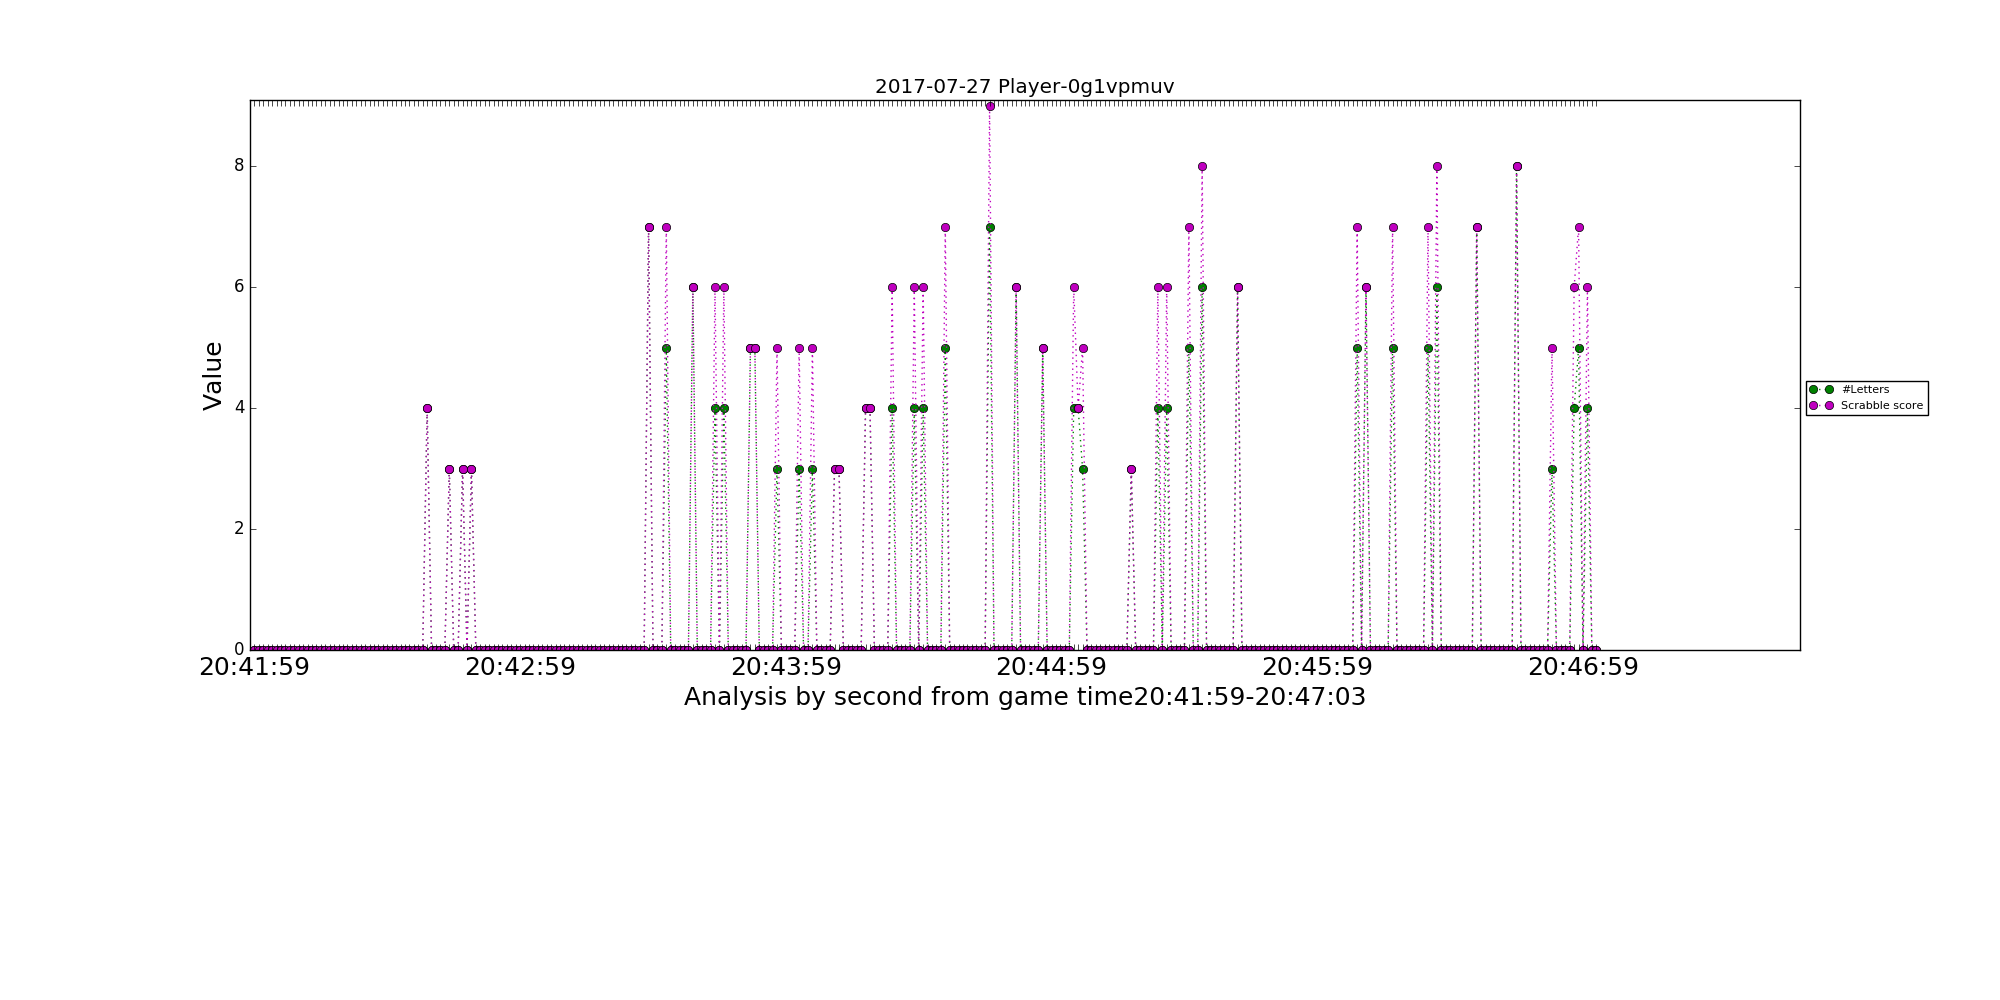 2017-07-27 Player-0g1vpmuv
8
6
4
2
0
Value
#Letters
Scrabble score
20:41:59 20:42:59 20:43:59 20:44:59 20:45:59 20:46:59
Analysis by second from game time20:41:59-20:47:03